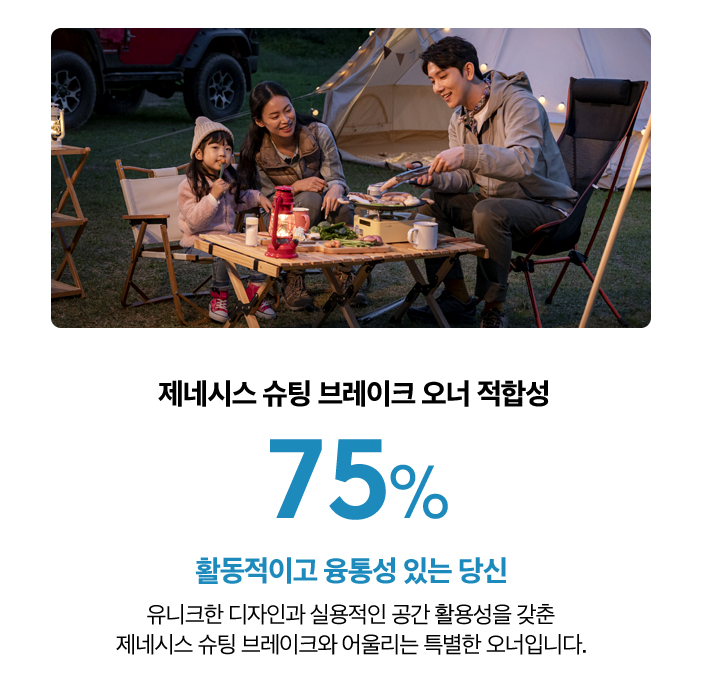 제네시스 슈팅 브레이크 오너 적합성
75%
활동적이고 융통성 있는 당신
유니크한 디자인과 실용적인 공간 활용성을 갖춘
제네시스 슈팅 브레이크와 어울리는 특별한 오너입니다.